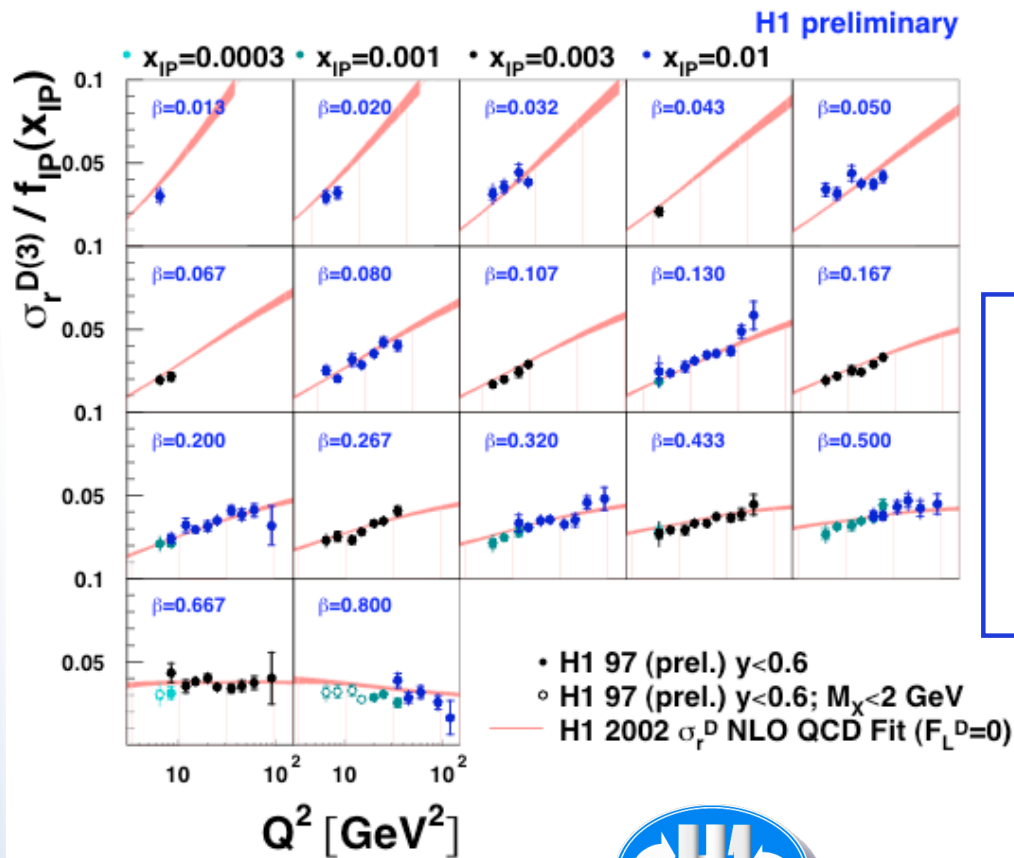 H1 preliminary
x_IP=0.0003 x_IP=0.001 x_IP=0.003 x_IP=0.01
σ_r^D(3) / f_IP(x_IP)
0.1
β=0.013 β=0.020 β=0.032 β=0.043 β=0.050
0.05
0.1
β=0.067 β=0.080 β=0.107 β=0.130 β=0.167
0.05
0.1
β=0.200 β=0.267 β=0.320 β=0.433 β=0.500
0.05
0.1
β=0.667 β=0.800
0.05
H1 97 (prel.) y<0.6
H1 97 (prel.) y<0.6; M_X<2 GeV
H1 2002 σ_r^D NLO QCD Fit (F_L^D=0)
10 10^2 10 10^2
Q^2 [GeV^2]
H1